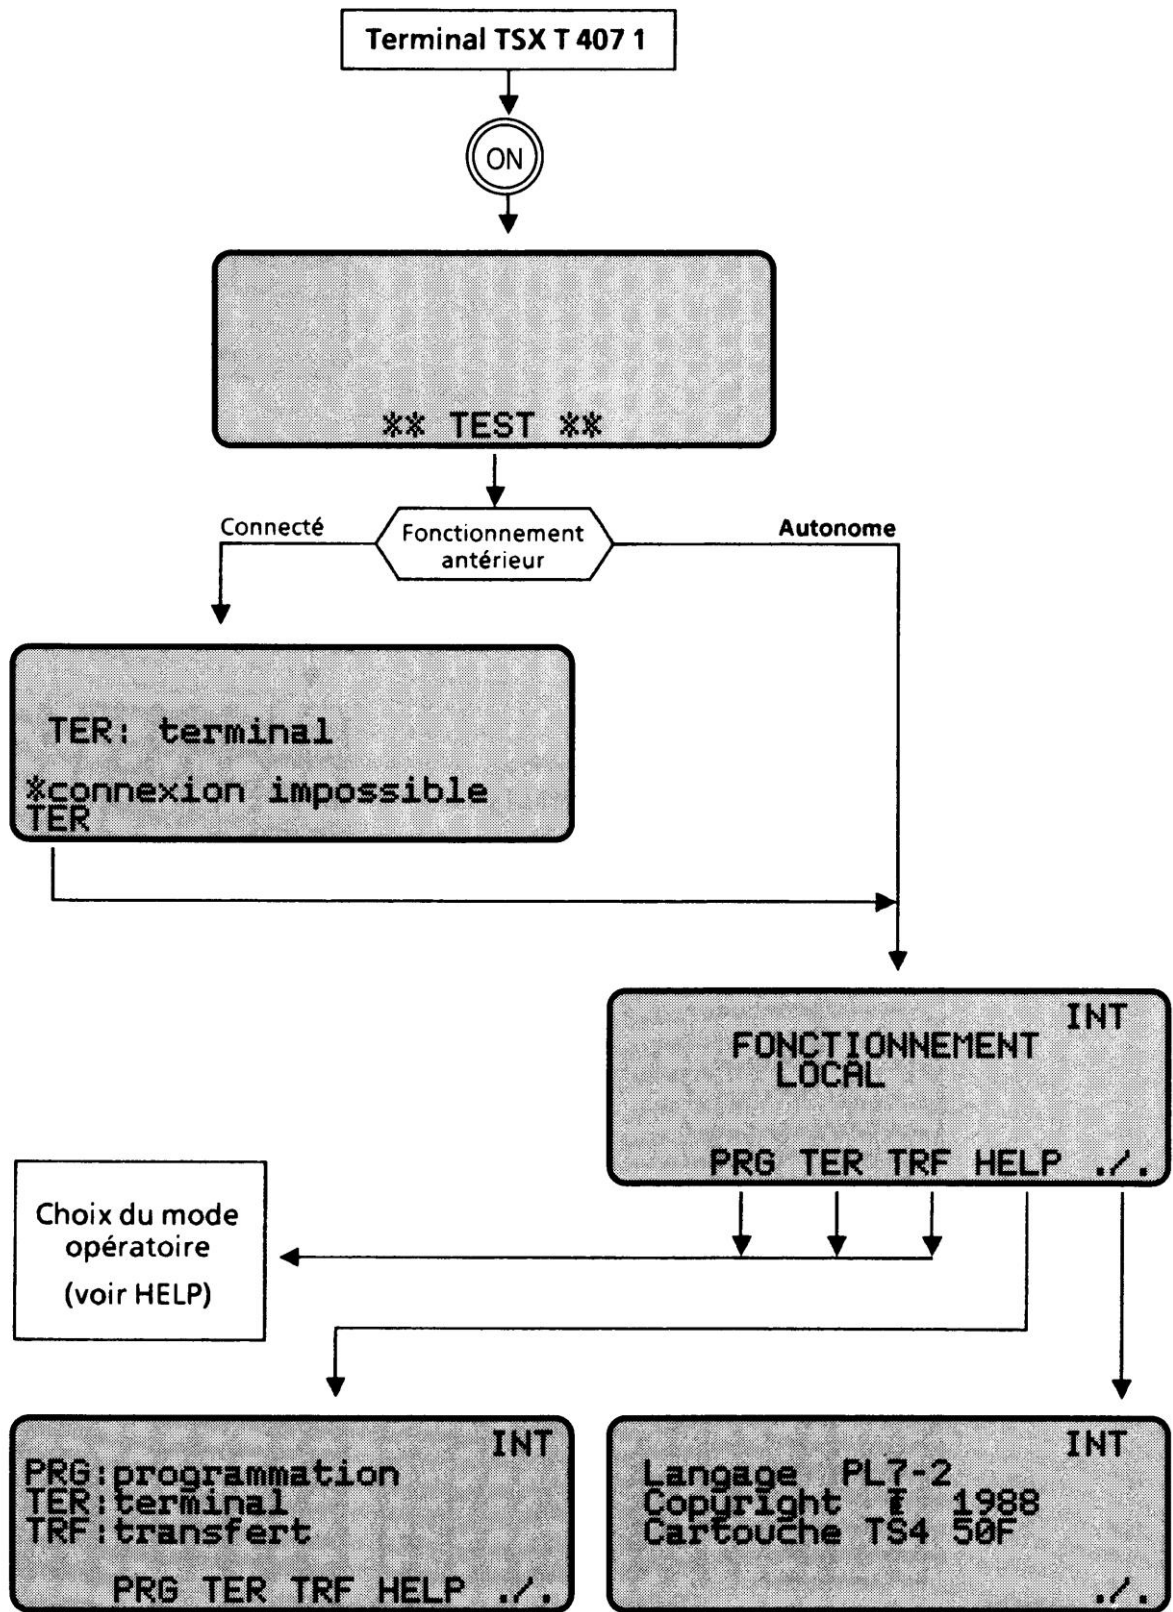 Terminal TSX T 407 1
ON
** TEST **
Connecté
Fonctionnement
antérieur
Autonome
TER: terminal
*connexion impossible
TER
INT
FONCTIONNEMENT
LOCAL
PRG TER TRF HELP ./.
Choix du mode
opératoire
(voir HELP)
INT
PRG:programmation
TER:terminal
TRF:transfert
PRG TER TRF HELP ./.
INT
Langage PL7-2
Copyright 1988
Cartouche TS4 50F
./.